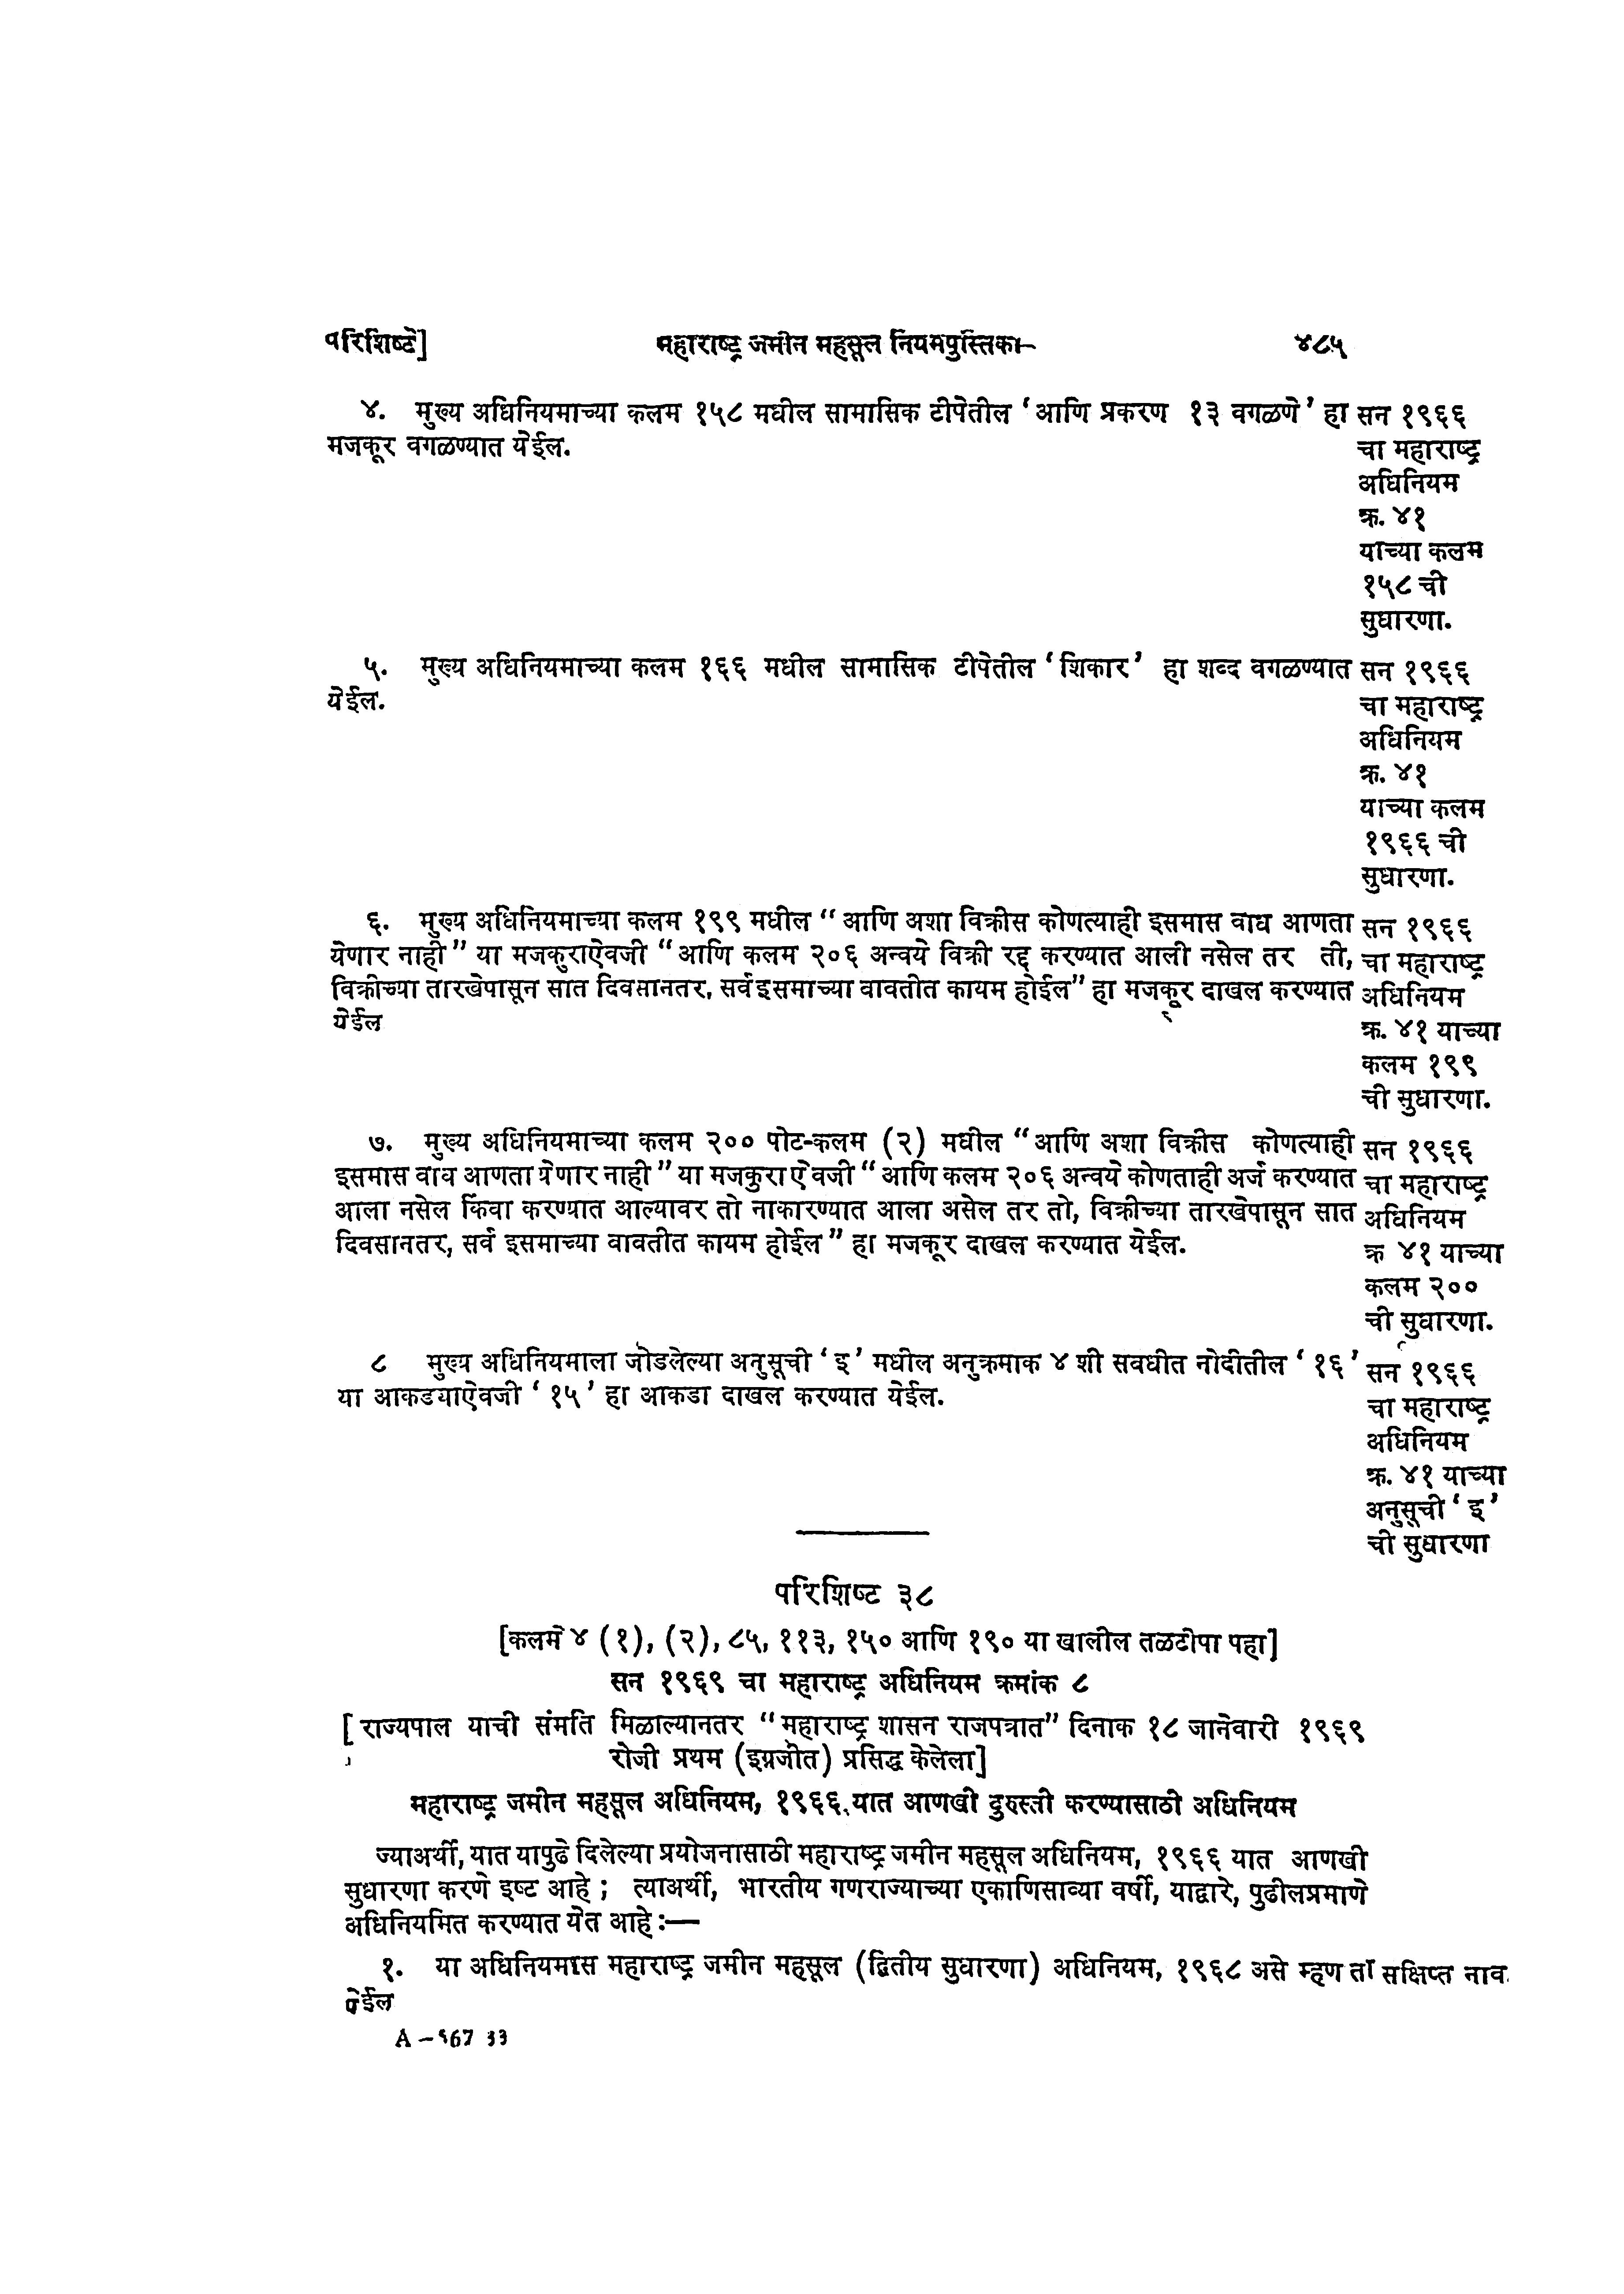 परिशिष्टे]
महाराष्ट्र जमीन महसूल नियमपुस्तिका—
४८५
४. मुख्य अधिनियमाच्या कलम १५८ मधील सामासिक टीपेतील ‘आणि प्रकरण १३ वगळणे’ हा
मजकूर वगळण्यात येईल.
सन १९६६
चा महाराष्ट्र
अधिनियम
क्र. ४१
याच्या कलम
१५८ ची
सुधारणा.
५. मुख्य अधिनियमाच्या कलम १६६ मधील सामासिक टीपेतील ‘शिकार’ हा शब्द वगळण्यात
येईल.
सन १९६६
चा महाराष्ट्र
अधिनियम
क्र. ४१
याच्या कलम
१९६६ ची
सुधारणा.
६. मुख्य अधिनियमाच्या कलम १९९ मधील “आणि अशा विक्रीस कोणत्याही इसमास वाध आणता
येणार नाही” या मजकुराऐवजी “आणि कलम २०६ अन्वये विक्री रद्द करण्यात आली नसेल तर ती,
विक्रीच्या तारखेपासून सात दिवसानतर, सर्व इसमाच्या वावतीत कायम होईल” हा मजकूर दाखल करण्यात
येईल
सन १९६६
चा महाराष्ट्र
अधिनियम
क्र. ४१ याच्या
कलम १९९
ची सुधारणा.
७. मुख्य अधिनियमाच्या कलम २०० पोट-कलम (२) मधील “आणि अशा विक्रीस कोणत्याही
इसमास वाव आणता येणार नाही” या मजकुराऐवजी “आणि कलम २०६ अन्वये कोणताही अर्ज करण्यात
आला नसेल किंवा करण्यात आल्यावर तो नाकारण्यात आला असेल तर तो, विक्रीच्या तारखेपासून सात
दिवसानतर, सर्व इसमाच्या वावतीत कायम होईल” हा मजकूर दाखल करण्यात येईल.
सन १९६६
चा महाराष्ट्र
अधिनियम
क्र ४१ याच्या
कलम २००
ची सुधारणा.
८ मुख्य अधिनियमाला जोडलेल्या अनुसूची ‘इ’ मधील अनुक्रमाक ४ शी सवधीत नोदीतील ‘१६’
या आकडयाऐवजी ‘१५’ हा आकडा दाखल करण्यात येईल.
सन १९६६
चा महाराष्ट्र
अधिनियम
क्र. ४१ याच्या
अनुसूची ‘इ’
ची सुधारणा
परिशिष्ट ३८
[कलमे ४ (१), (२), ८५, ११३, १५० आणि १९० या खालील तळटीपा पहा]
सन १९६९ चा महाराष्ट्र अधिनियम क्रमांक ८
[राज्यपाल याची संमति मिळाल्यानतर “महाराष्ट्र शासन राजपत्रात” दिनाक १८ जानेवारी १९६९
रोजी प्रथम (इग्रजीत) प्रसिद्ध केलेला]
महाराष्ट्र जमीन महसूल अधिनियम, १९६६ यात आणखी दुरुस्ती करण्यासाठी अधिनियम
ज्याअर्थी, यात यापुढे दिलेल्या प्रयोजनासाठी महाराष्ट्र जमीन महसूल अधिनियम, १९६६ यात आणखी
सुधारणा करणे इष्ट आहे; त्याअर्थी, भारतीय गणराज्याच्या एकोणिसाव्या वर्षी, याद्वारे, पुढीलप्रमाणे
अधिनियमित करण्यात येत आहे:—
१. या अधिनियमास महाराष्ट्र जमीन महसूल (द्वितीय सुधारणा) अधिनियम, १९६८ असे म्हणता सक्षिप्त नाव.
येईल
A—967 33